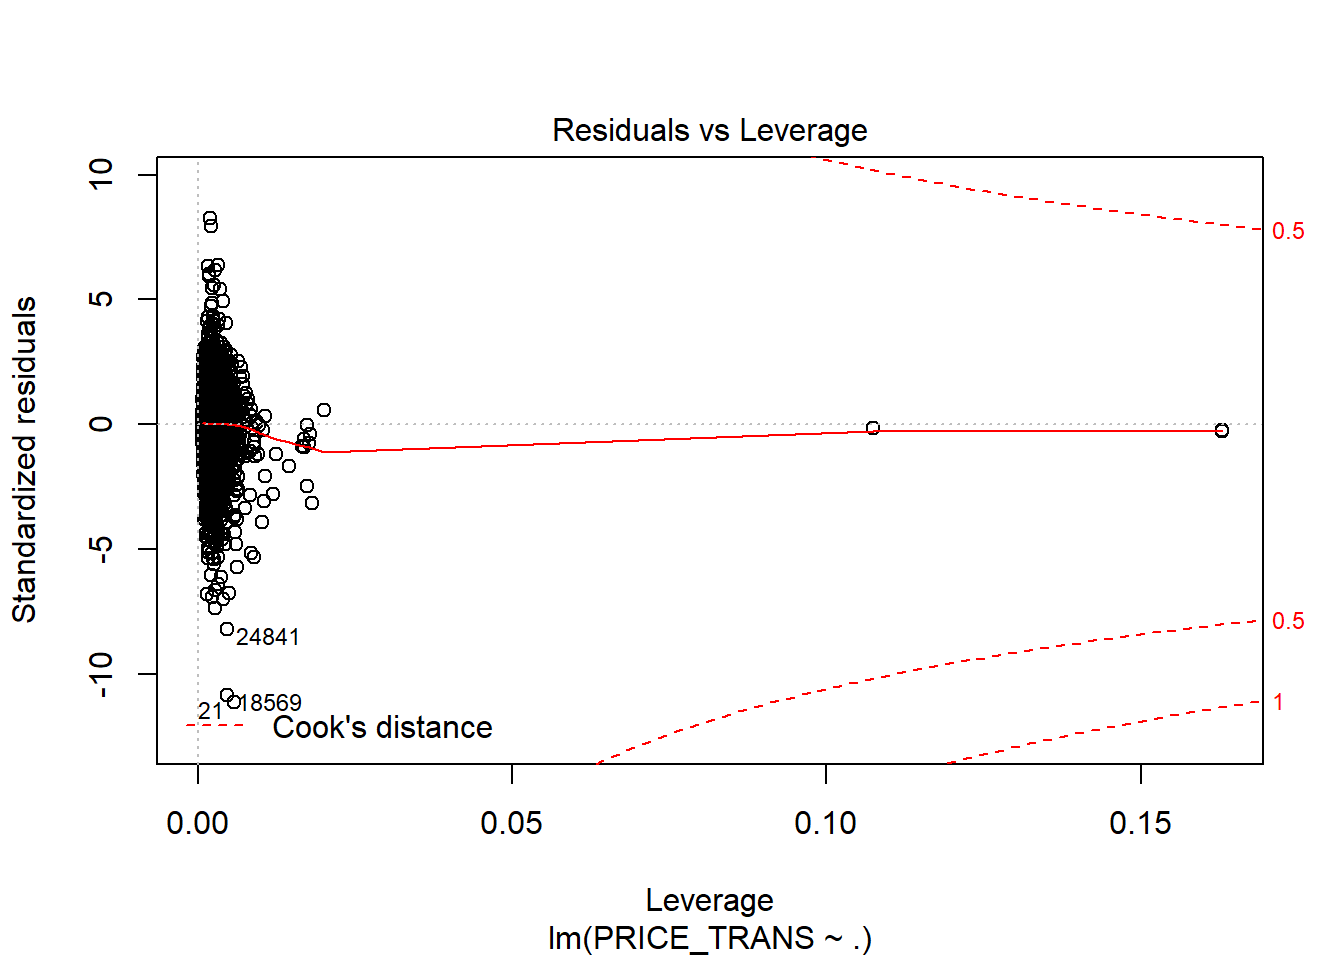 Residuals vs Leverage
Standardized residuals
10
5
0
-5
-10
0.5
0.5
1
24841
18569
21
Cook's distance
0.00 0.05 0.10 0.15
Leverage
lm(PRICE_TRANS ~ .)